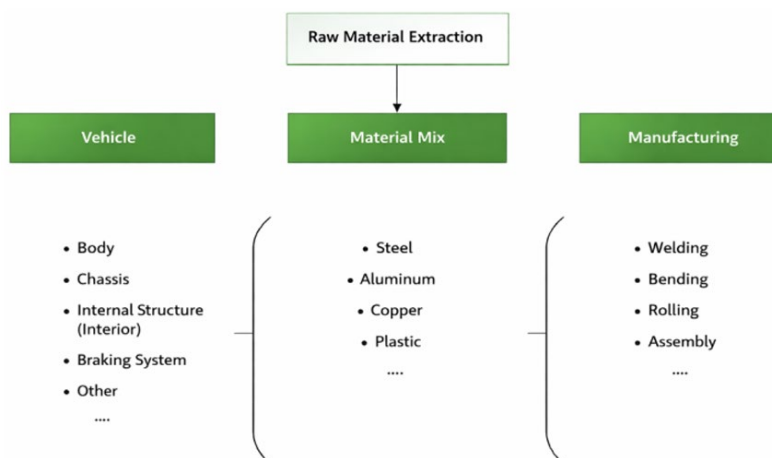 Raw Material Extraction
Vehicle
Material Mix
Manufacturing
• Body
• Chassis
• Internal Structure
(Interior)
• Braking System
• Other
....
• Steel
• Aluminum
• Copper
• Plastic
....
• Welding
• Bending
• Rolling
• Assembly
....